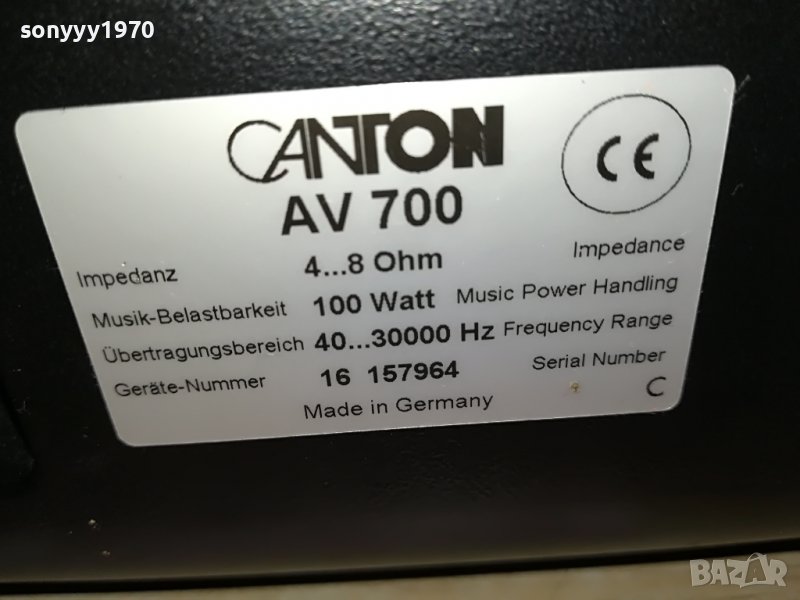 sonyyy1970
CANTON
CE
AV 700
Impedanz 4...8 Ohm Impedance
Musik-Belastbarkeit 100 Watt Music Power Handling
Übertragungsbereich 40...30000 Hz Frequency Range
Geräte-Nummer 16 157964 Serial Number
Made in Germany C
BAZAR